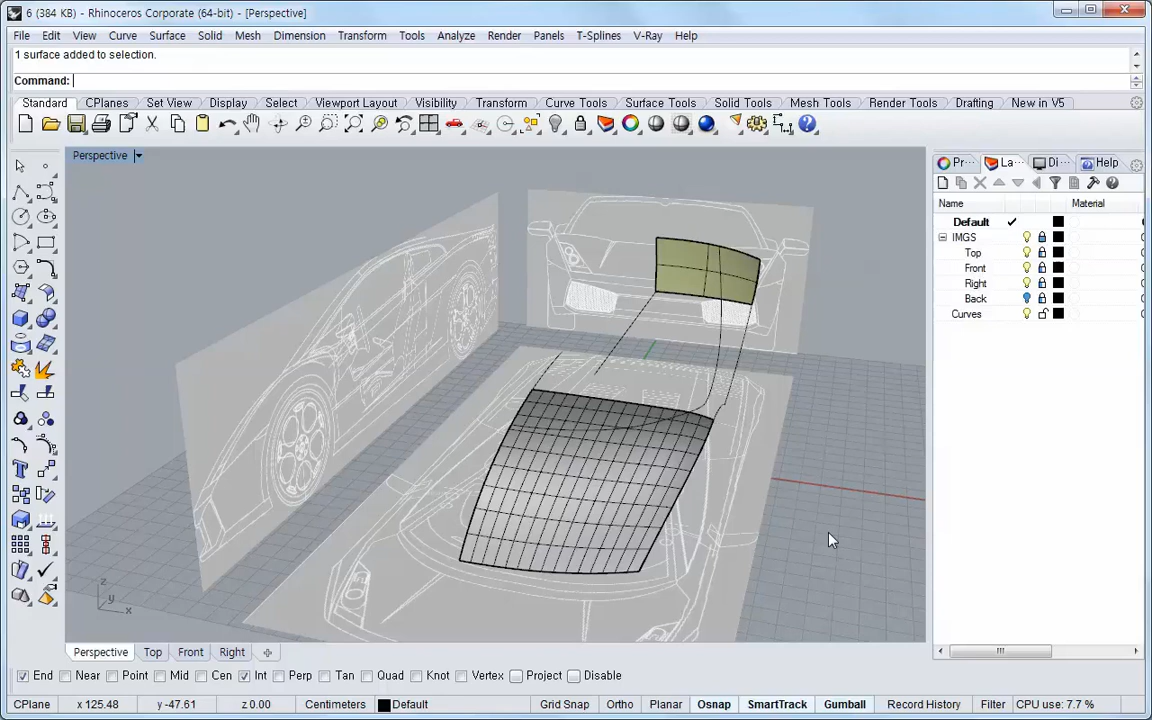 6 (384 KB) - Rhinoceros Corporate (64-bit) - [Perspective]
File Edit View Curve Surface Solid Mesh Dimension Transform Tools Analyze Render Panels T-Splines V-Ray Help
1 surface added to selection.
Command:
Standard CPlanes Set View Display Select Viewport Layout Visibility Transform Curve Tools Surface Tools Solid Tools Mesh Tools Render Tools Drafting New in V5
Perspective
Pr... La... Di... Help
Name Material
Default
IMGS
Top
Front
Right
Back
Curves
z
y
x
Perspective Top Front Right
End Near Point Mid Cen Int Perp Tan Quad Knot Vertex Project Disable
CPlane x 125.48 y -47.61 z 0.00 Centimeters Default Grid Snap Ortho Planar Osnap SmartTrack Gumball Record History Filter CPU use: 7.7 %